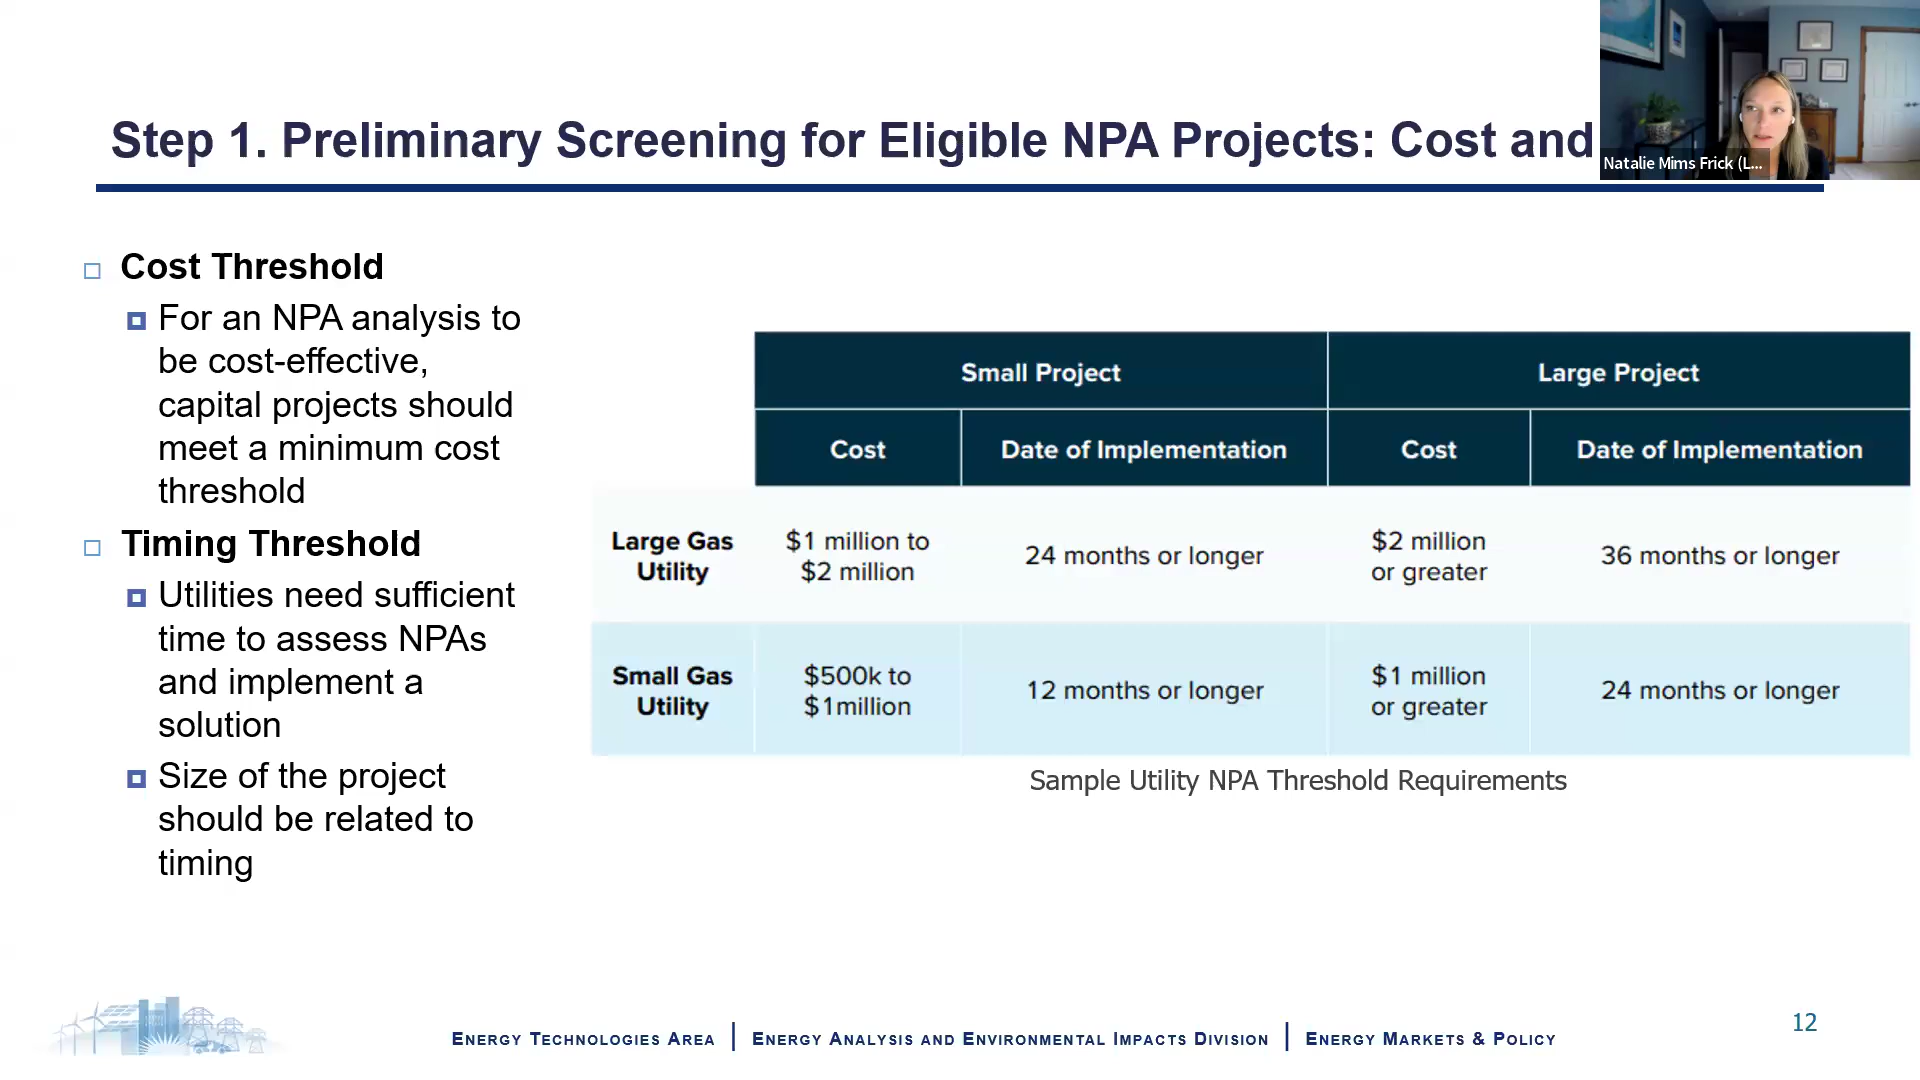 Step 1. Preliminary Screening for Eligible NPA Projects: Cost and
Natalie Mims Frick (L...
Cost Threshold
For an NPA analysis to
be cost-effective,
capital projects should
meet a minimum cost
threshold
Timing Threshold
Utilities need sufficient
time to assess NPAs
and implement a
solution
Size of the project
should be related to
timing
Small Project
Large Project
Cost
Date of Implementation
Cost
Date of Implementation
Large Gas
Utility
$1 million to
$2 million
24 months or longer
$2 million
or greater
36 months or longer
Small Gas
Utility
$500k to
$1million
12 months or longer
$1 million
or greater
24 months or longer
Sample Utility NPA Threshold Requirements
ENERGY TECHNOLOGIES AREA | ENERGY ANALYSIS AND ENVIRONMENTAL IMPACTS DIVISION | ENERGY MARKETS & POLICY
12